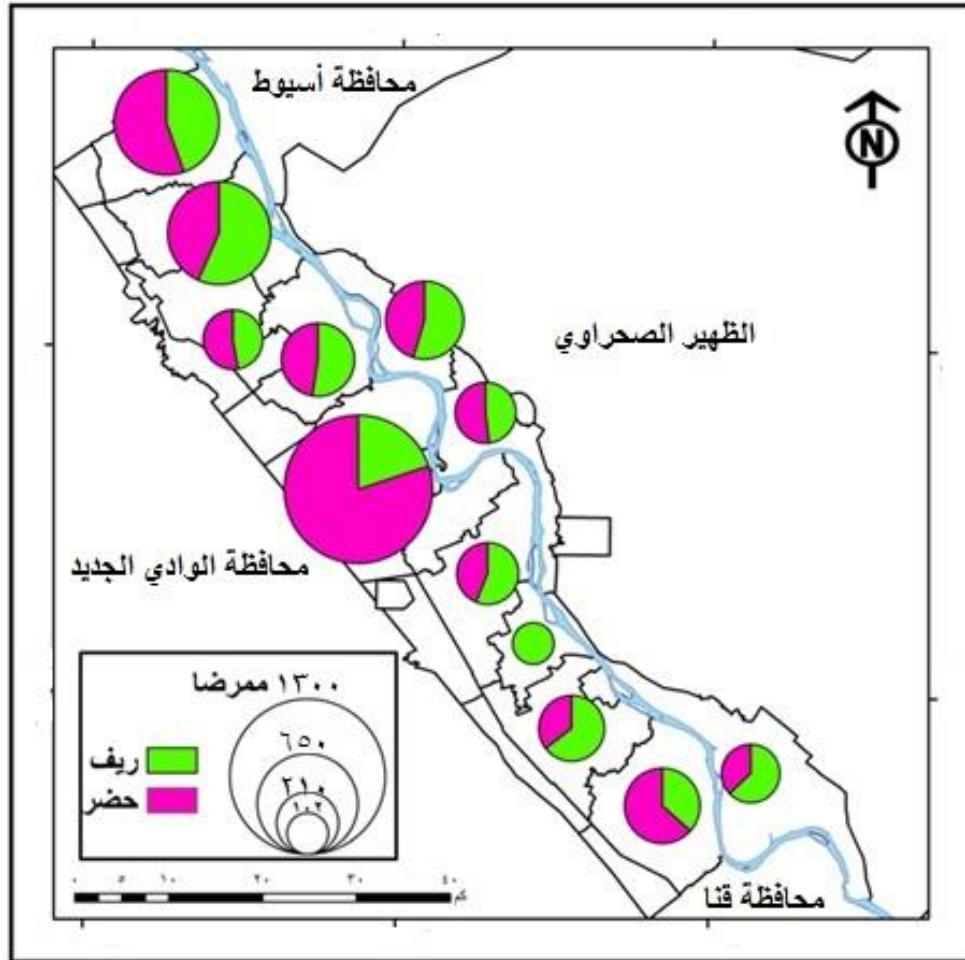 محافظة أسيوط
N
الظهير الصحراوي
محافظة الوادي الجديد
١٣٠٠ ممرضا
٦٥٠
٢١٠
١٠٢
ريف
حضر
٠ ٥ ١٠ ٢٠ ٣٠ ٤٠ كم
محافظة قنا